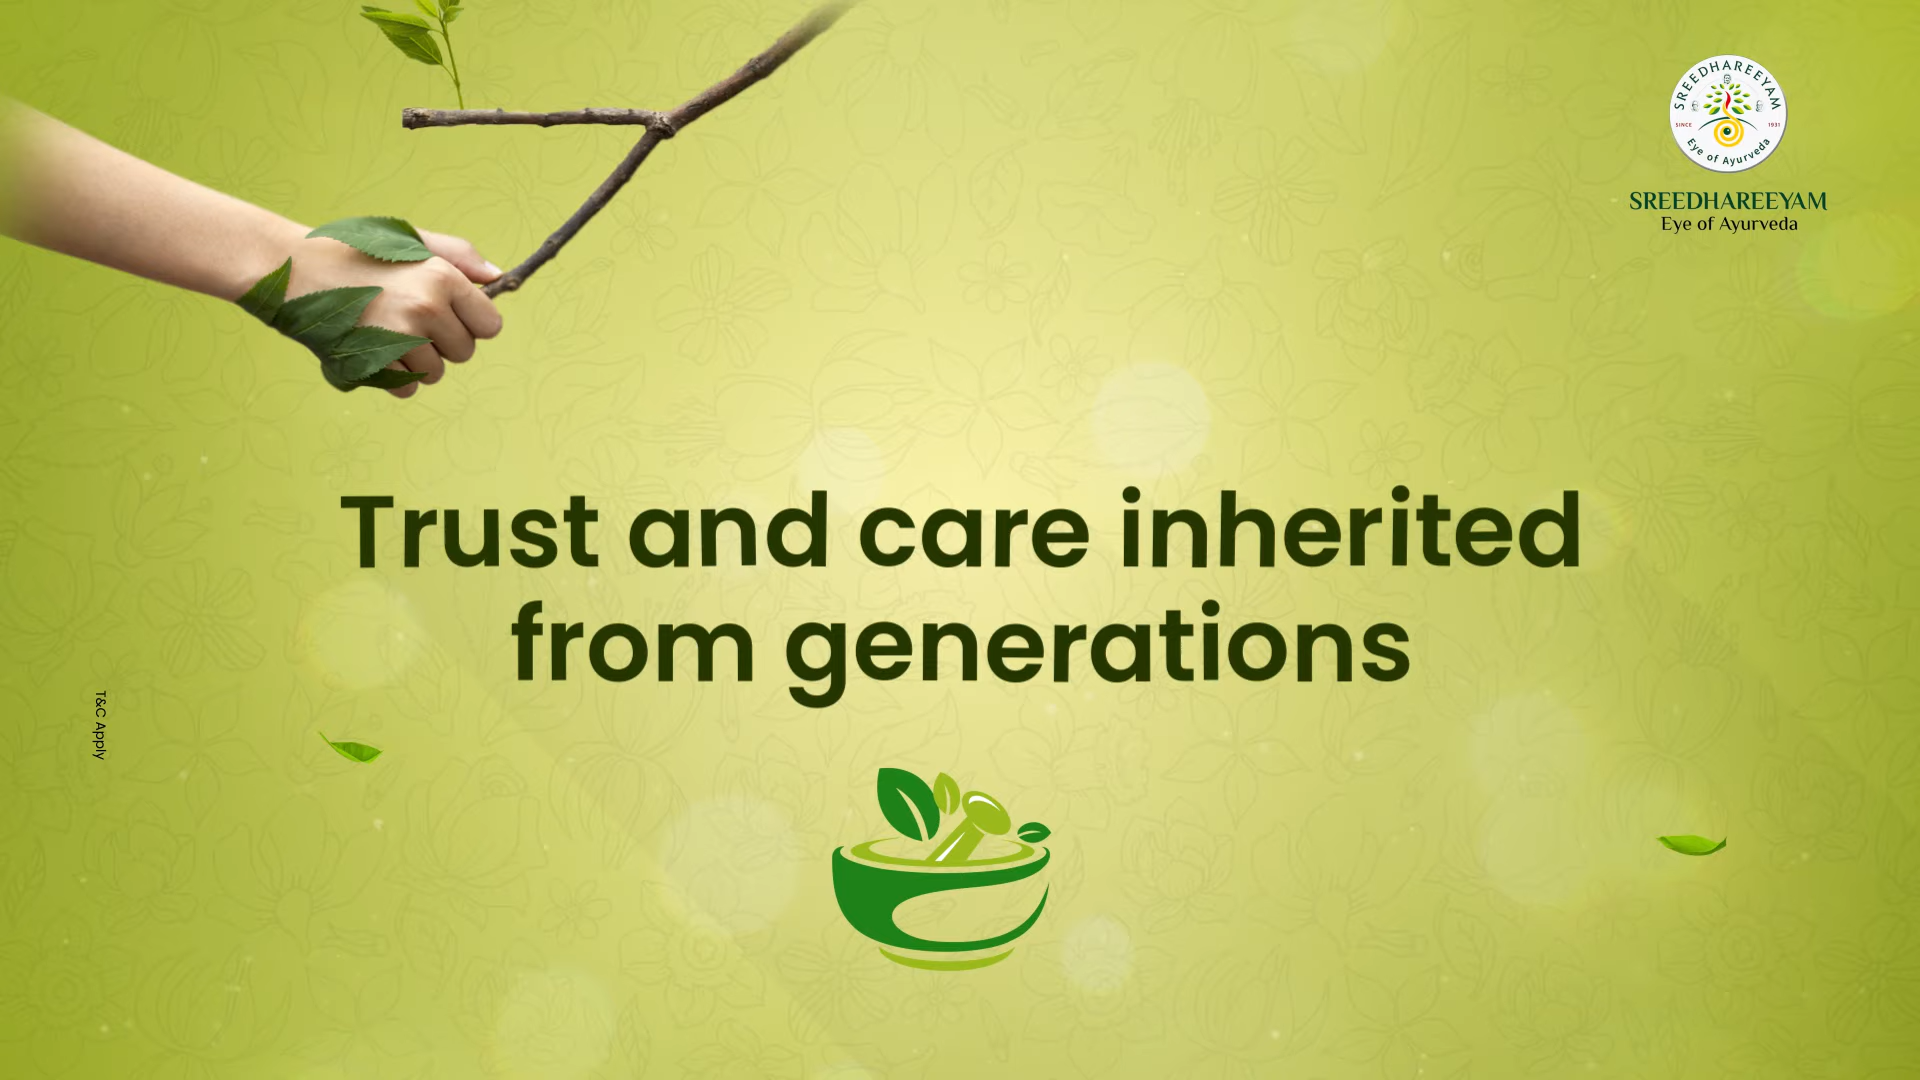 SREEDHAREEYAM
SINCE 1931
Eye of Ayurveda
SREEDHAREEYAM
Eye of Ayurveda
Trust and care inherited
from generations
T&C Apply